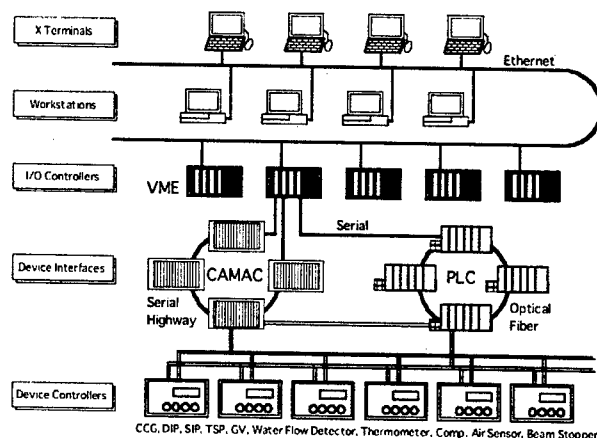 X Terminals
Ethernet
Workstations
I/O Controllers
VME
Serial
Device Interfaces
CAMAC
PLC
Serial
Highway
Optical
Fiber
Device Controllers
CCG, DIP, SIP, TSP, GV, Water Flow Detector, Thermometer, Comp. Air Sensor, Beam Stopper